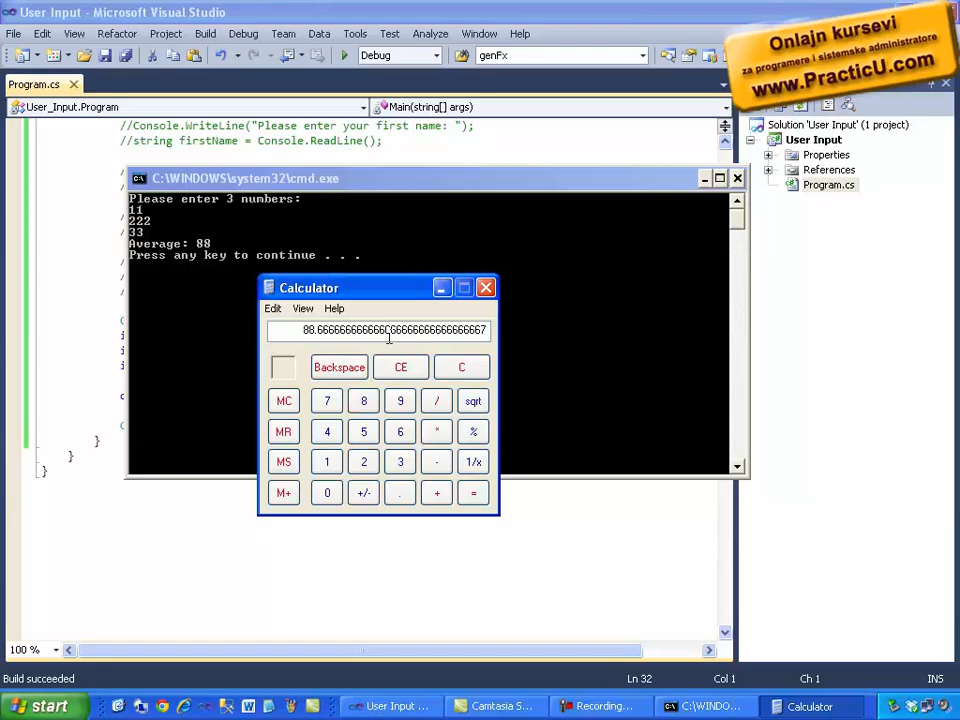 User Input - Microsoft Visual Studio
File Edit View Refactor Project Build Debug Team Data Tools Test Analyze Window Help
Debug genFx
Onlajn kursevi
za programere i sistemske administratore
www.PracticU.com
Program.cs
User_Input.Program Main(string[] args)
//Console.WriteLine("Please enter your first name: ");
//string firstName = Console.ReadLine();
Solution 'User Input' (1 project)
User Input
Properties
References
Program.cs
C:\WINDOWS\system32\cmd.exe
Please enter 3 numbers:
11
222
33
Average: 88
Press any key to continue . . .
Calculator
Edit View Help
Backspace CE C
MC 7 8 9 / sqrt
MR 4 5 6 * %
MS 1 2 3 - 1/x
M+ 0 +/- . + =
}
}
}
100 %
Build succeeded Ln 32 Col 1 Ch 1 INS
start User Input ... Camtasia S... Recording... C:\WINDO... Calculator